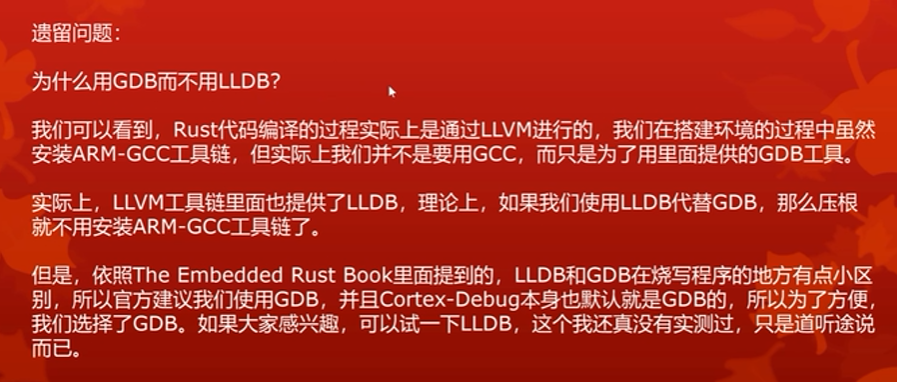 遗留问题：
为什么用GDB而不用LLDB？
我们可以看到，Rust代码编译的过程实际上是通过LLVM进行的，我们在搭建环境的过程中虽然
安装ARM-GCC工具链，但实际上我们并不是要用GCC，而只是为了用里面提供的GDB工具。
实际上，LLVM工具链里面也提供了LLDB，理论上，如果我们使用LLDB代替GDB，那么压根
就不用安装ARM-GCC工具链了。
但是，依照The Embedded Rust Book里面提到的，LLDB和GDB在烧写程序的地方有点小区
别，所以官方建议我们使用GDB，并且Cortex-Debug本身也默认就是GDB的，所以为了方便，
我们选择了GDB。如果大家感兴趣，可以试一下LLDB，这个我还真没有实测过，只是道听途说
而已。